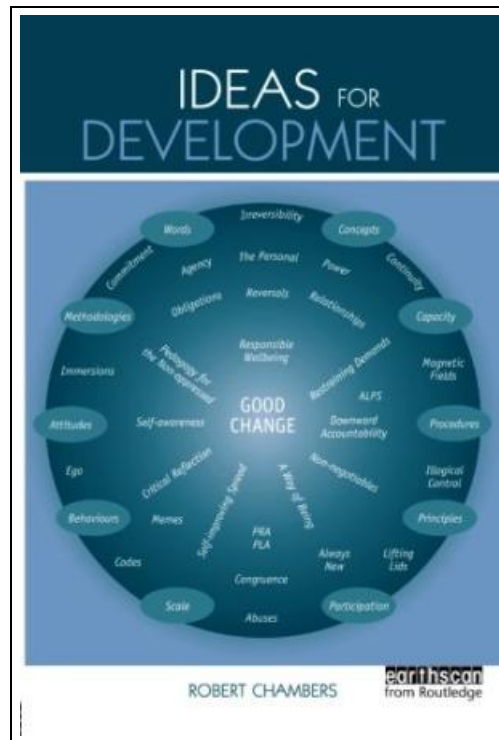 IDEAS FOR
DEVELOPMENT
Irreversibility
Words
Concepts
Commitment
Continuity
Agency
The Personal
Power
Obligations
Reversals
Relationships
Methodologies
Capacity
Pedagogy for
the Non-oppressed
Responsible
Wellbeing
Restraining Demands
Immersions
Magnetic
Fields
ALPS
GOOD
CHANGE
Attitudes
Self-awareness
Downward
Accountability
Procedures
Ego
Critical Reflection
Non-negotiables
Illogical
Control
Behaviours
Memes
Self-improving Spread
A Way of Being
Principles
PRA
PLA
Codes
Always
New
Lifting
Lids
Congruence
Scale
Participation
Abuses
ROBERT CHAMBERS
earthscan
from Routledge